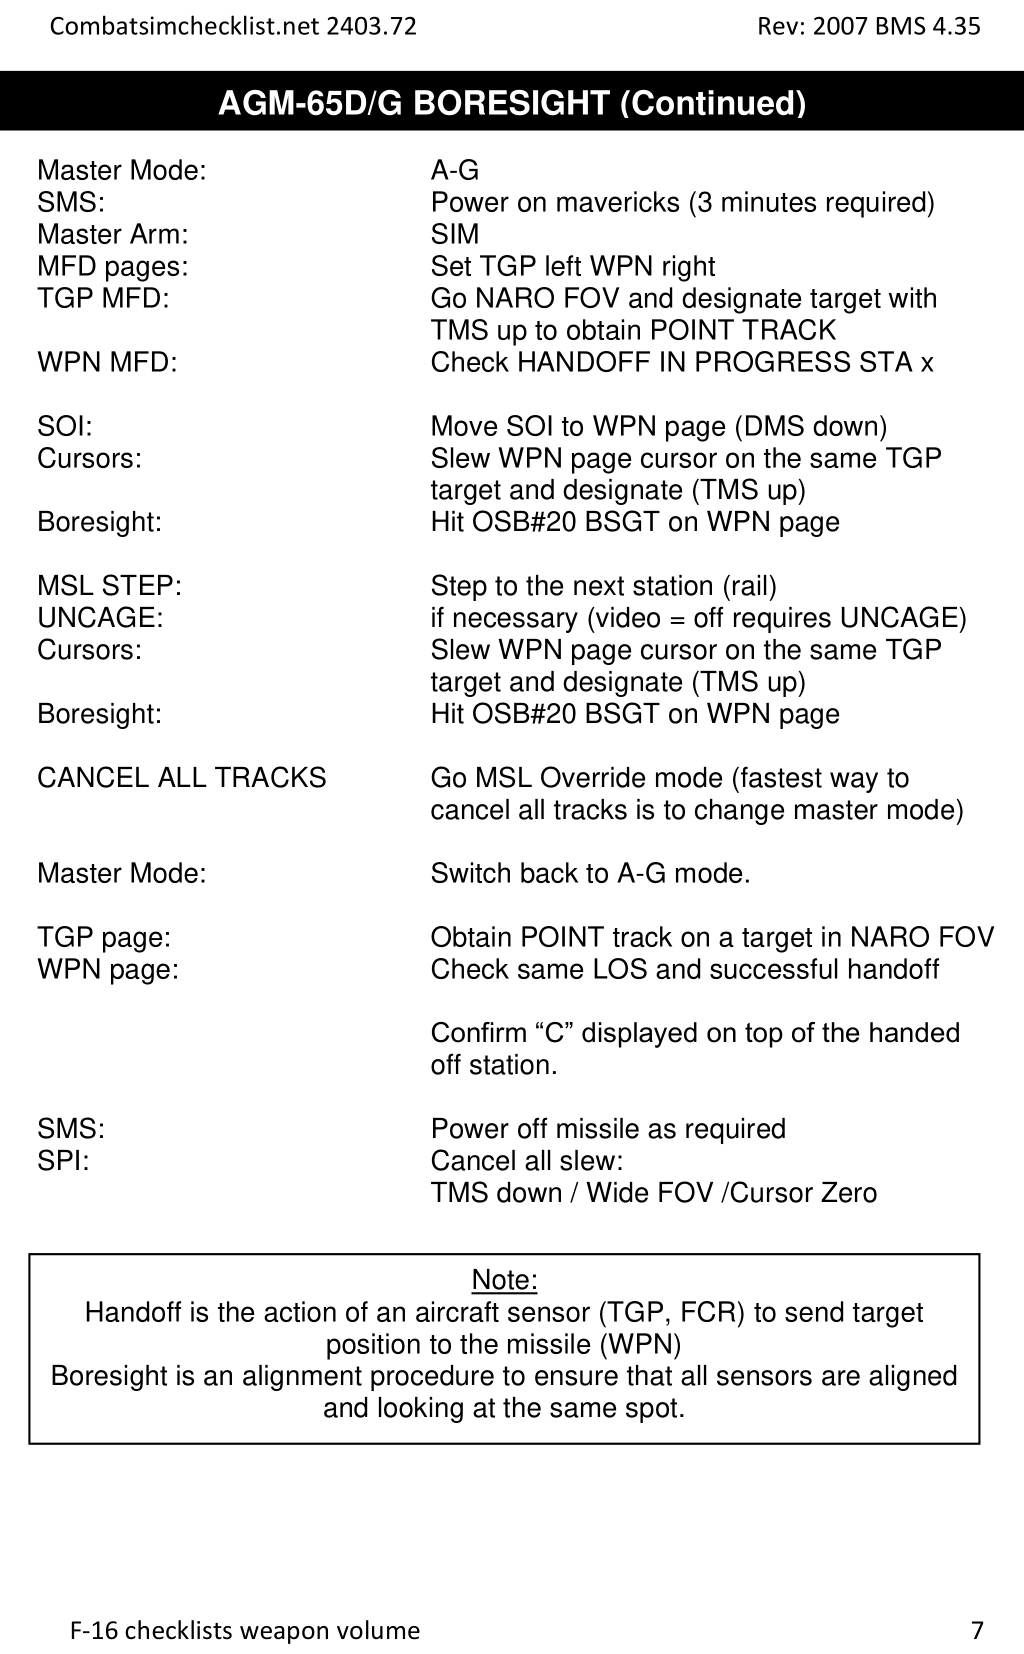 Combatsimchecklist.net 2403.72 Rev: 2007 BMS 4.35
AGM-65D/G BORESIGHT (Continued)
Master Mode: A-G
SMS: Power on mavericks (3 minutes required)
Master Arm: SIM
MFD pages: Set TGP left WPN right
TGP MFD: Go NARO FOV and designate target with
TMS up to obtain POINT TRACK
WPN MFD: Check HANDOFF IN PROGRESS STA x
SOI: Move SOI to WPN page (DMS down)
Cursors: Slew WPN page cursor on the same TGP
target and designate (TMS up)
Boresight: Hit OSB#20 BSGT on WPN page
MSL STEP: Step to the next station (rail)
UNCAGE: if necessary (video = off requires UNCAGE)
Cursors: Slew WPN page cursor on the same TGP
target and designate (TMS up)
Boresight: Hit OSB#20 BSGT on WPN page
CANCEL ALL TRACKS Go MSL Override mode (fastest way to
cancel all tracks is to change master mode)
Master Mode: Switch back to A-G mode.
TGP page: Obtain POINT track on a target in NARO FOV
WPN page: Check same LOS and successful handoff
Confirm “C” displayed on top of the handed
off station.
SMS: Power off missile as required
SPI: Cancel all slew:
TMS down / Wide FOV /Cursor Zero
Note:
Handoff is the action of an aircraft sensor (TGP, FCR) to send target
position to the missile (WPN)
Boresight is an alignment procedure to ensure that all sensors are aligned
and looking at the same spot.
F-16 checklists weapon volume 7